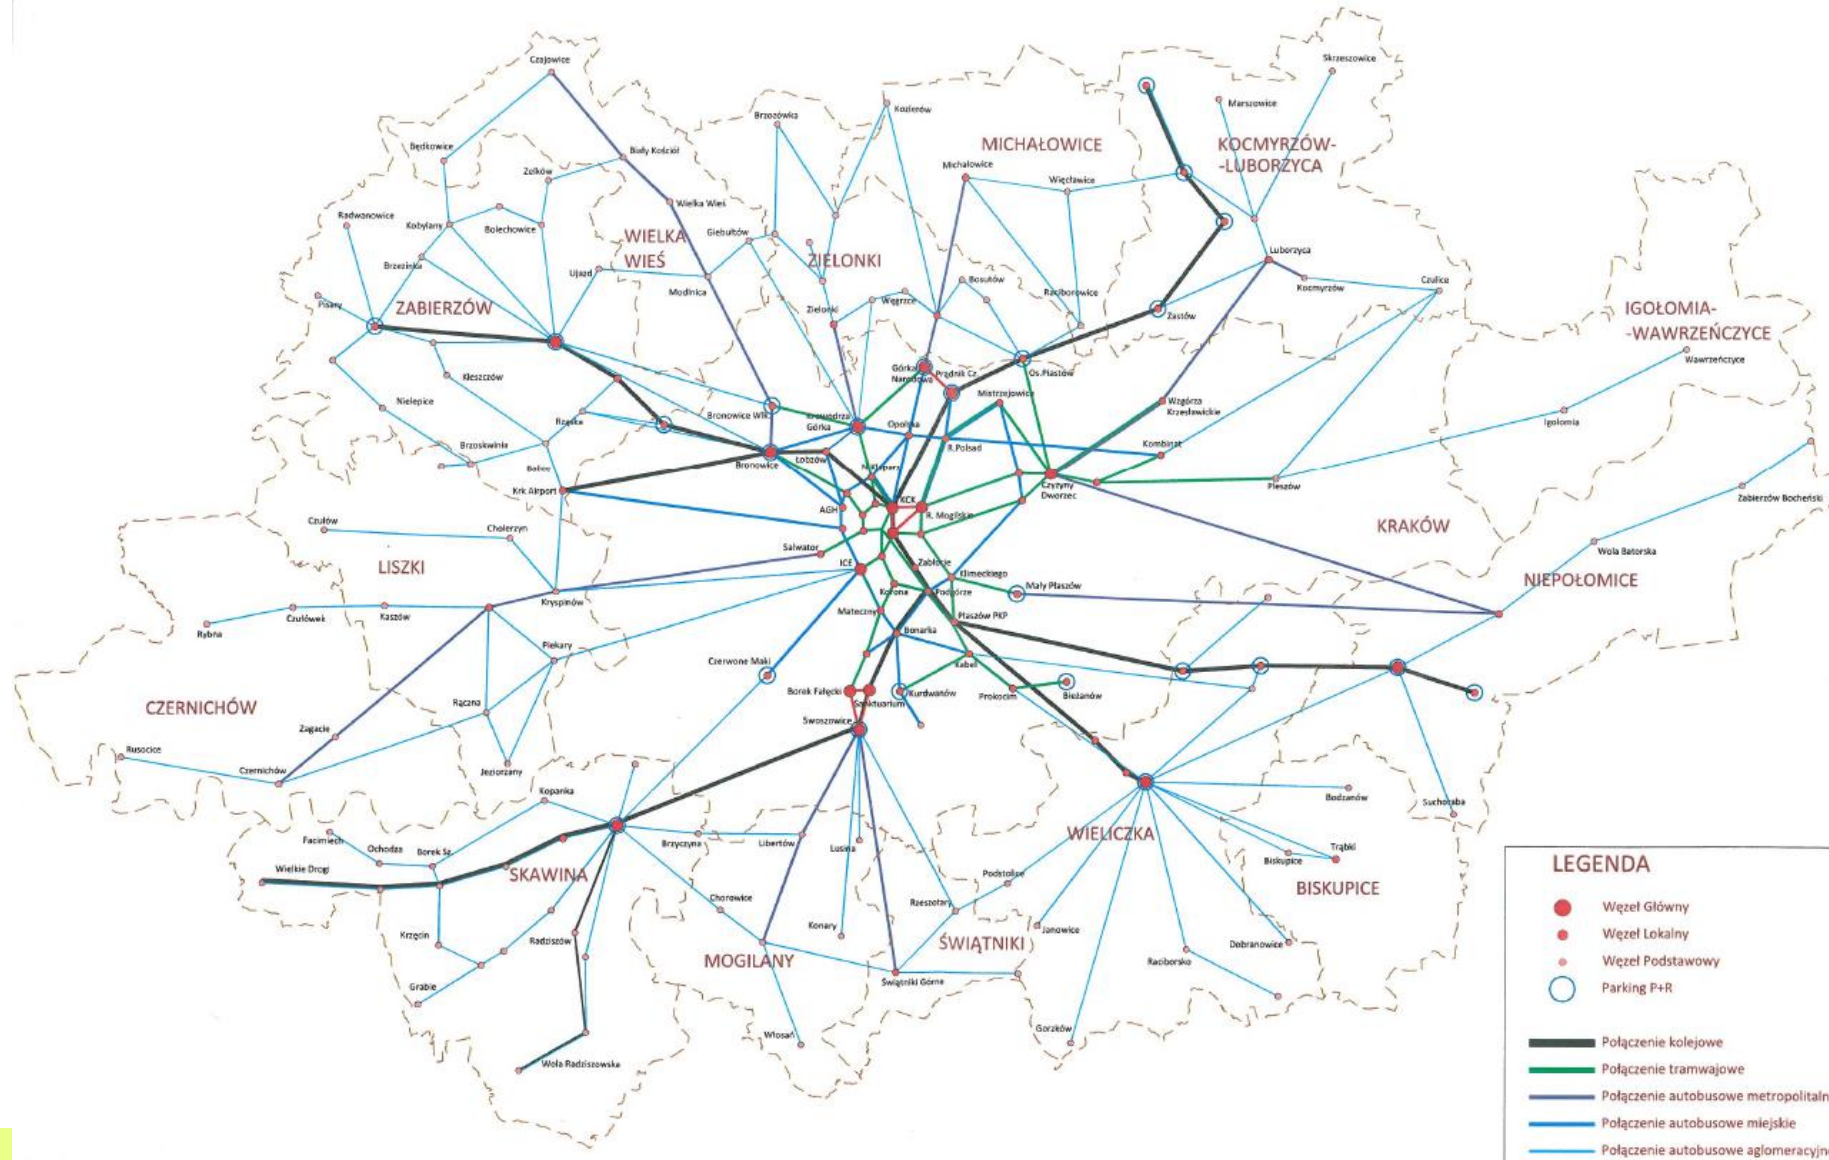 Czajowice
Skrzeszowice
Marszowice
Kozierów
Brzozówka
MICHAŁOWICE
KOCMYRZÓW-
-LUBORZYCA
Będkowice
Biały Kościół
Zelków
Michałowice
Więcławice
Radwanowice
Kobylany
Bolechowice
Wielka Wieś
Giebułtów
WIELKA
WIEŚ
ZIELONKI
Luborzyca
Brzezinka
Ujazd
Modlnica
Bosutów
Raciborowice
Kocmyrzów
Czulice
Pisary
ZABIERZÓW
Zielonki
Węgrzce
Zastów
IGOŁOMIA-
-WAWRZEŃCZYCE
Wawrzeńczyce
Kleszczów
Górka
Narodowa
Prądnik Cz.
Os.Piastów
Nielepice
Rząska
Bronowice Wlk.
Krowodrza
Górka
Opolska
Mistrzejowice
Wzgórza
Krzesławickie
Igołomia
Brzoskwinia
Balice
Bronowice
Łobzów
N.Kleparz
R.Polsad
Kombinat
Krk Airport
AGH
KCK
R. Mogilskie
Czyżyny
Dworzec
Pleszów
Zabierzów Bocheński
Czułów
Cholerzyn
Salwator
KRAKÓW
Wola Batorska
LISZKI
ICE
Zabłocie
Klimeckiego
Mały Płaszów
NIEPOŁOMICE
Kryspinów
Korona
Podgórze
Rybna
Czułówek
Kaszów
Mateczny
Płaszów PKP
Piekary
Bonarka
Czerwone Maki
Kabel
CZERNICHÓW
Rączna
Borek Fałęcki
Sanktuarium
Kurdwanów
Prokocim
Bieżanów
Zagacie
Swoszowice
Rusocice
Czernichów
Jeziorzany
Kopanka
Bodzanów
Suchoraba
Facimiech
Ochodza
Borek Sz.
Brzyczyna
Libertów
Lusina
WIELICZKA
Biskupice
Trąbki
Wielkie Drogi
SKAWINA
Podstolice
BISKUPICE
Chorowice
Rzeszotary
Konary
Janowice
Krzęcin
Radziszów
MOGILANY
ŚWIĄTNIKI
Raciborsko
Dobranowice
Grabie
Świątniki Górne
Włosań
Gorzków
Wola Radziszowska
LEGENDA
Węzeł Główny
Węzeł Lokalny
Węzeł Podstawowy
Parking P+R
Połączenie kolejowe
Połączenie tramwajowe
Połączenie autobusowe metropolitaln
Połączenie autobusowe miejskie
Połączenie autobusowe aglomeracyjn